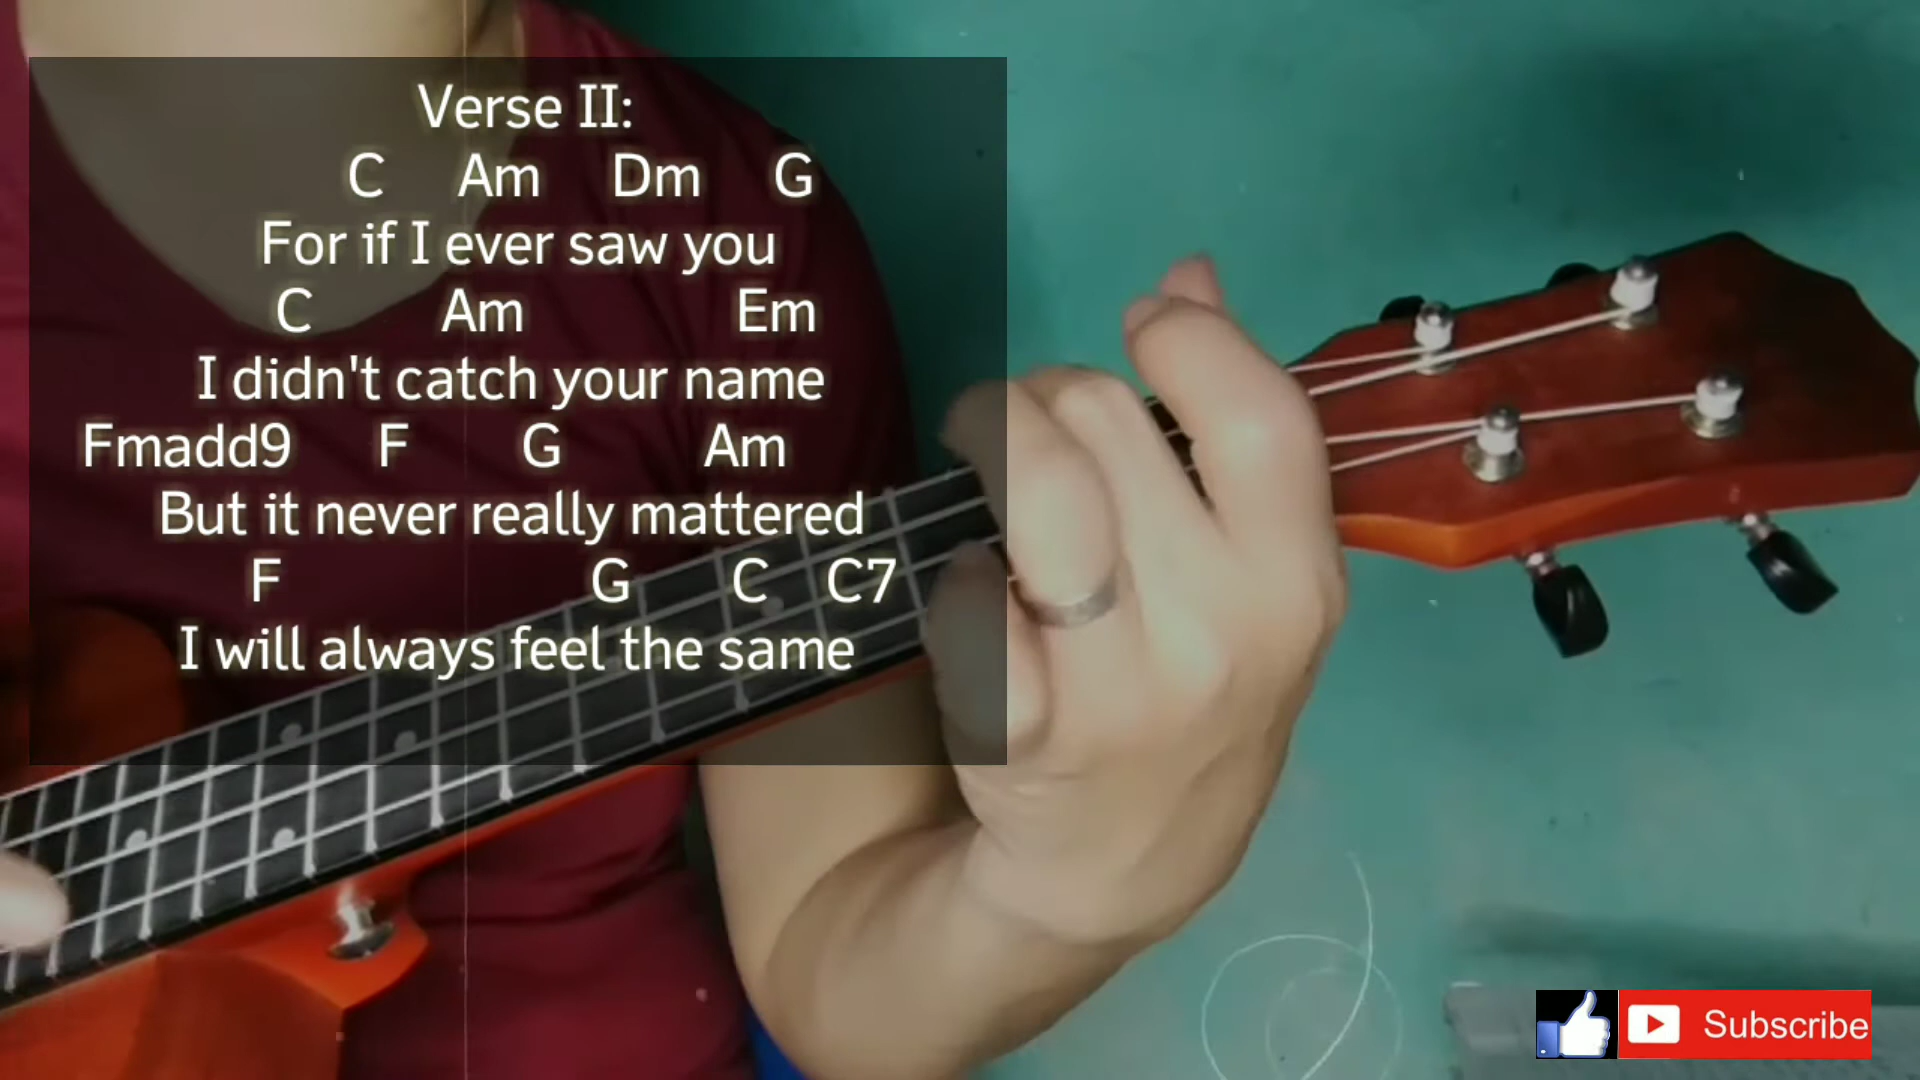 Verse II:
C Am Dm G
For if I ever saw you
C Am Em
I didn't catch your name
Fmadd9 F G Am
But it never really mattered
F G C C7
I will always feel the same
Subscribe